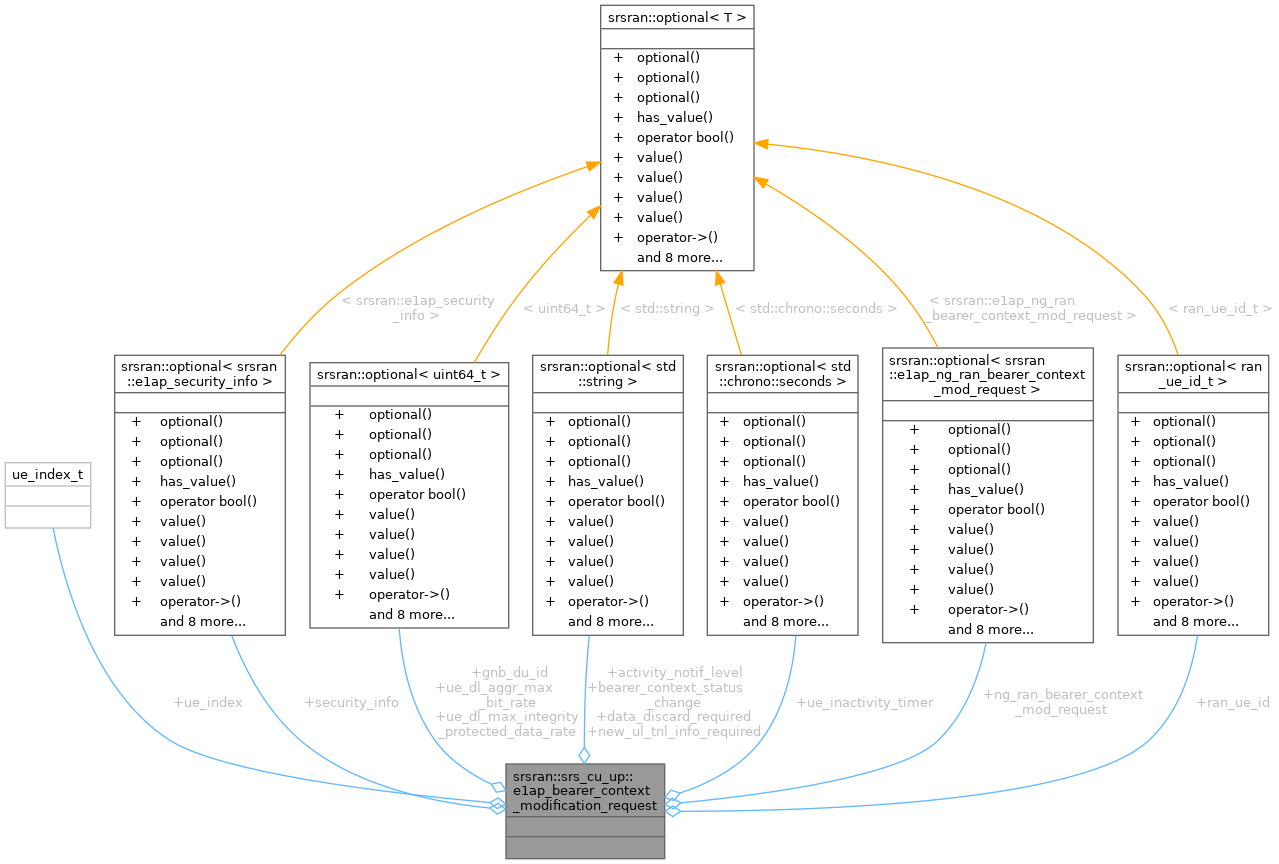 srsran::optional< T >
+ optional()
+ optional()
+ optional()
+ has_value()
+ operator bool()
+ value()
+ value()
+ value()
+ value()
+ operator->()
and 8 more...
< srsran::e1ap_security
_info >
< uint64_t >
< std::string >
< std::chrono::seconds >
< srsran::e1ap_ng_ran
_bearer_context_mod_request >
< ran_ue_id_t >
ue_index_t
srsran::optional< srsran
::e1ap_security_info >
+ optional()
+ optional()
+ optional()
+ has_value()
+ operator bool()
+ value()
+ value()
+ value()
+ value()
+ operator->()
and 8 more...
srsran::optional< uint64_t >
+ optional()
+ optional()
+ optional()
+ has_value()
+ operator bool()
+ value()
+ value()
+ value()
+ value()
+ operator->()
and 8 more...
srsran::optional< std
::string >
+ optional()
+ optional()
+ optional()
+ has_value()
+ operator bool()
+ value()
+ value()
+ value()
+ value()
+ operator->()
and 8 more...
srsran::optional< std
::chrono::seconds >
+ optional()
+ optional()
+ optional()
+ has_value()
+ operator bool()
+ value()
+ value()
+ value()
+ value()
+ operator->()
and 8 more...
srsran::optional< srsran
::e1ap_ng_ran_bearer_context
_mod_request >
+ optional()
+ optional()
+ optional()
+ has_value()
+ operator bool()
+ value()
+ value()
+ value()
+ value()
+ operator->()
and 8 more...
srsran::optional< ran
_ue_id_t >
+ optional()
+ optional()
+ optional()
+ has_value()
+ operator bool()
+ value()
+ value()
+ value()
+ value()
+ operator->()
and 8 more...
+ue_index
+security_info
+gnb_du_id
+ue_dl_aggr_max
_bit_rate
+ue_dl_max_integrity
_protected_data_rate
+activity_notif_level
+bearer_context_status
_change
+data_discard_required
+new_ul_tnl_info_required
+ue_inactivity_timer
+ng_ran_bearer_context
_mod_request
+ran_ue_id
srsran::srs_cu_up::
e1ap_bearer_context
_modification_request